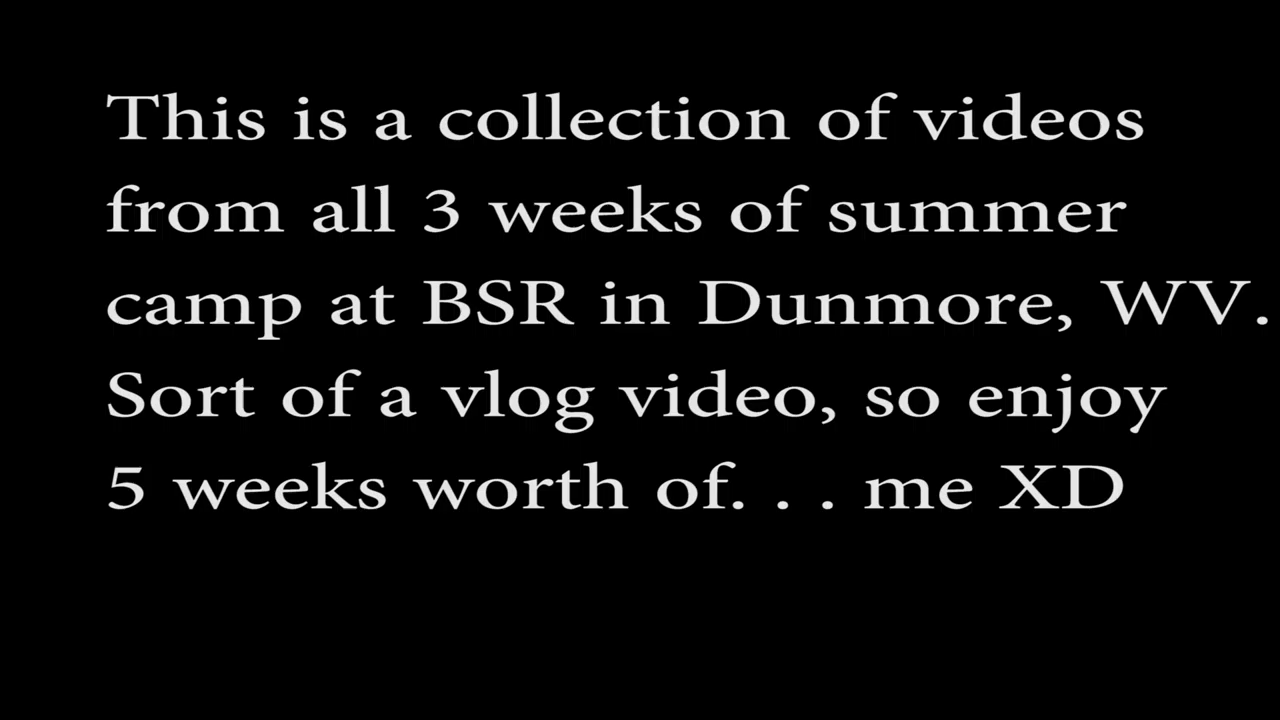 This is a collection of videos
from all 3 weeks of summer
camp at BSR in Dunmore, WV.
Sort of a vlog video, so enjoy
5 weeks worth of. . . me XD